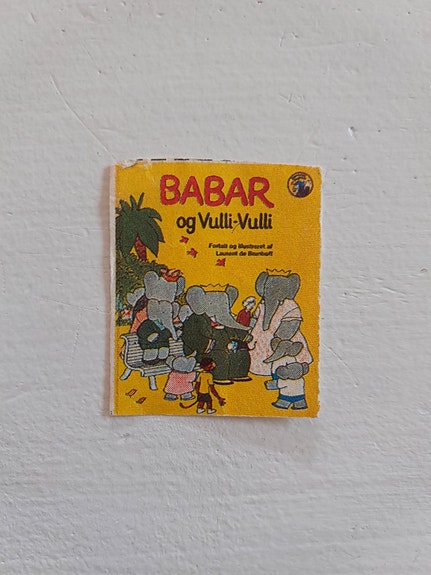 BABAR
og Vulli-Vulli
Fortalt og illustreret af
Laurent de Brunhoff